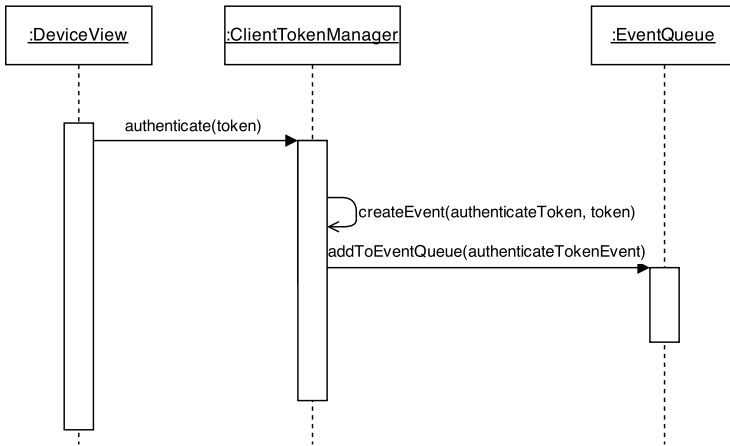 :DeviceView
:ClientTokenManager
:EventQueue
authenticate(token)
createEvent(authenticateToken, token)
addToEventQueue(authenticateTokenEvent)